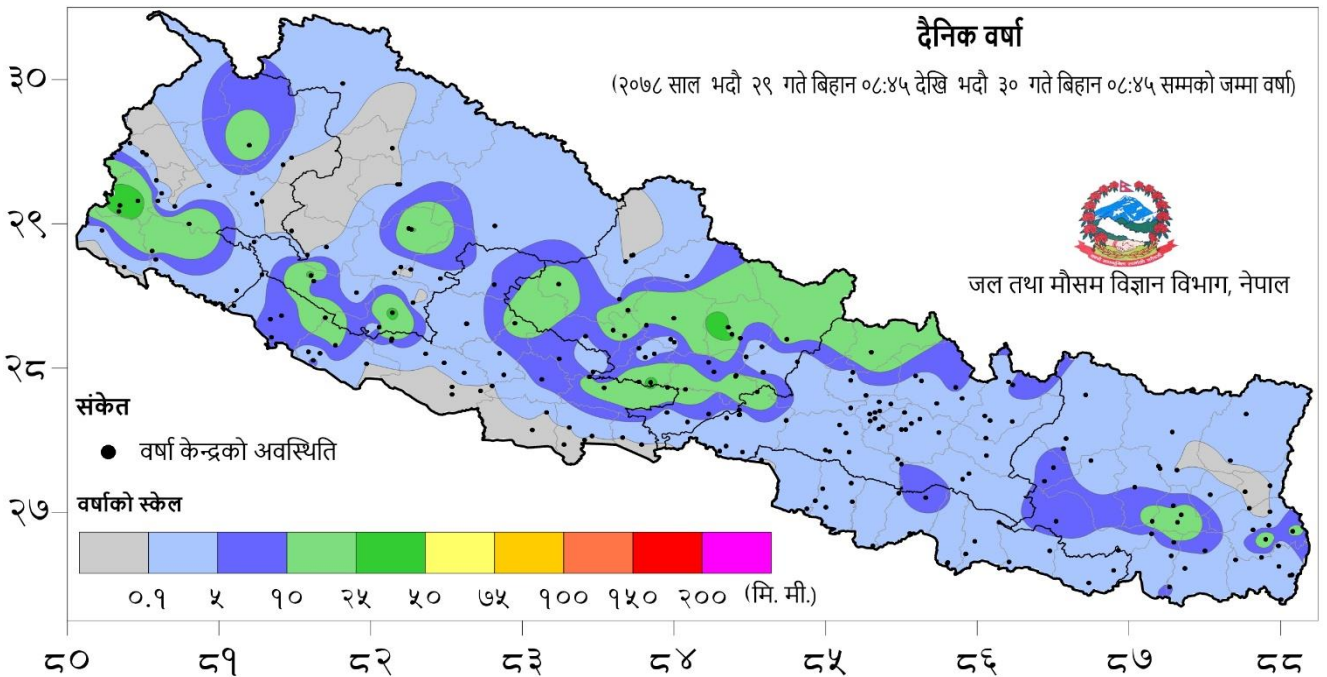 दैनिक वर्षा
(२०७८ साल भदौ २९ गते बिहान ०८:४५ देखि भदौ ३० गते बिहान ०८:४५ सम्मको जम्मा वर्षा)
३०
२९
२८
२७
जल तथा मौसम विज्ञान विभाग, नेपाल
संकेत
वर्षा केन्द्रको अवस्थिति
वर्षाको स्केल
०.१ ५ १० २५ ५० ७५ १०० १५० २०० (मि. मी.)
८० ८१ ८२ ८३ ८४ ८५ ८६ ८७ ८८